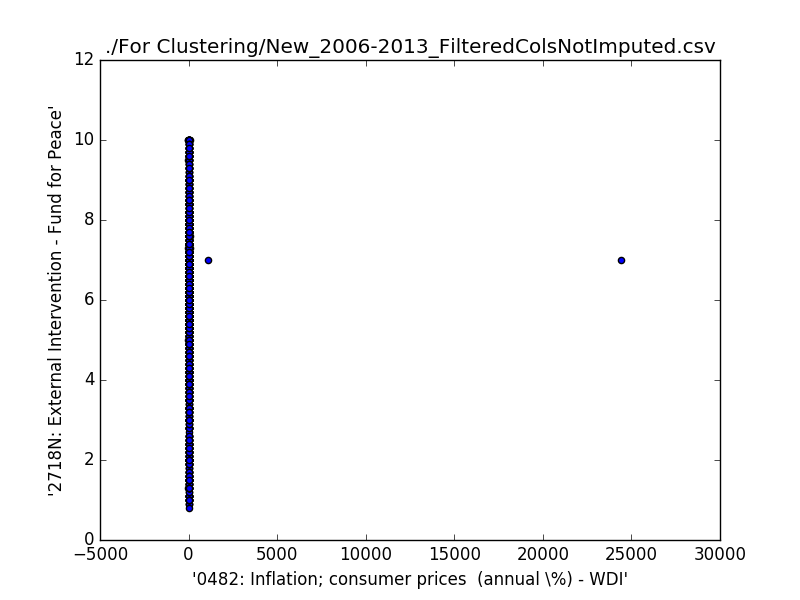 ./For Clustering/New_2006-2013_FilteredColsNotImputed.csv
12
10
8
6
4
2
0
'2718N: External Intervention - Fund for Peace'
−5000 0 5000 10000 15000 20000 25000 30000
'0482: Inflation; consumer prices  (annual \%) - WDI'